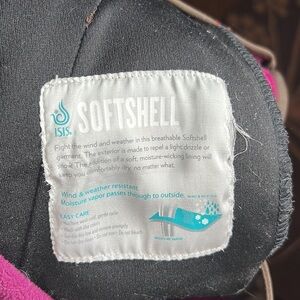 ISIS
SOFTSHELL
Fight the wind and weather in this breathable Softshell
garment. The exterior is made to repel light drizzle or
snow. The addition of a soft, moisture-wicking lining will
keep you comfortably dry, no matter what.
Wind & weather resistant
Moisture vapor passes through to outside.
EASY CARE